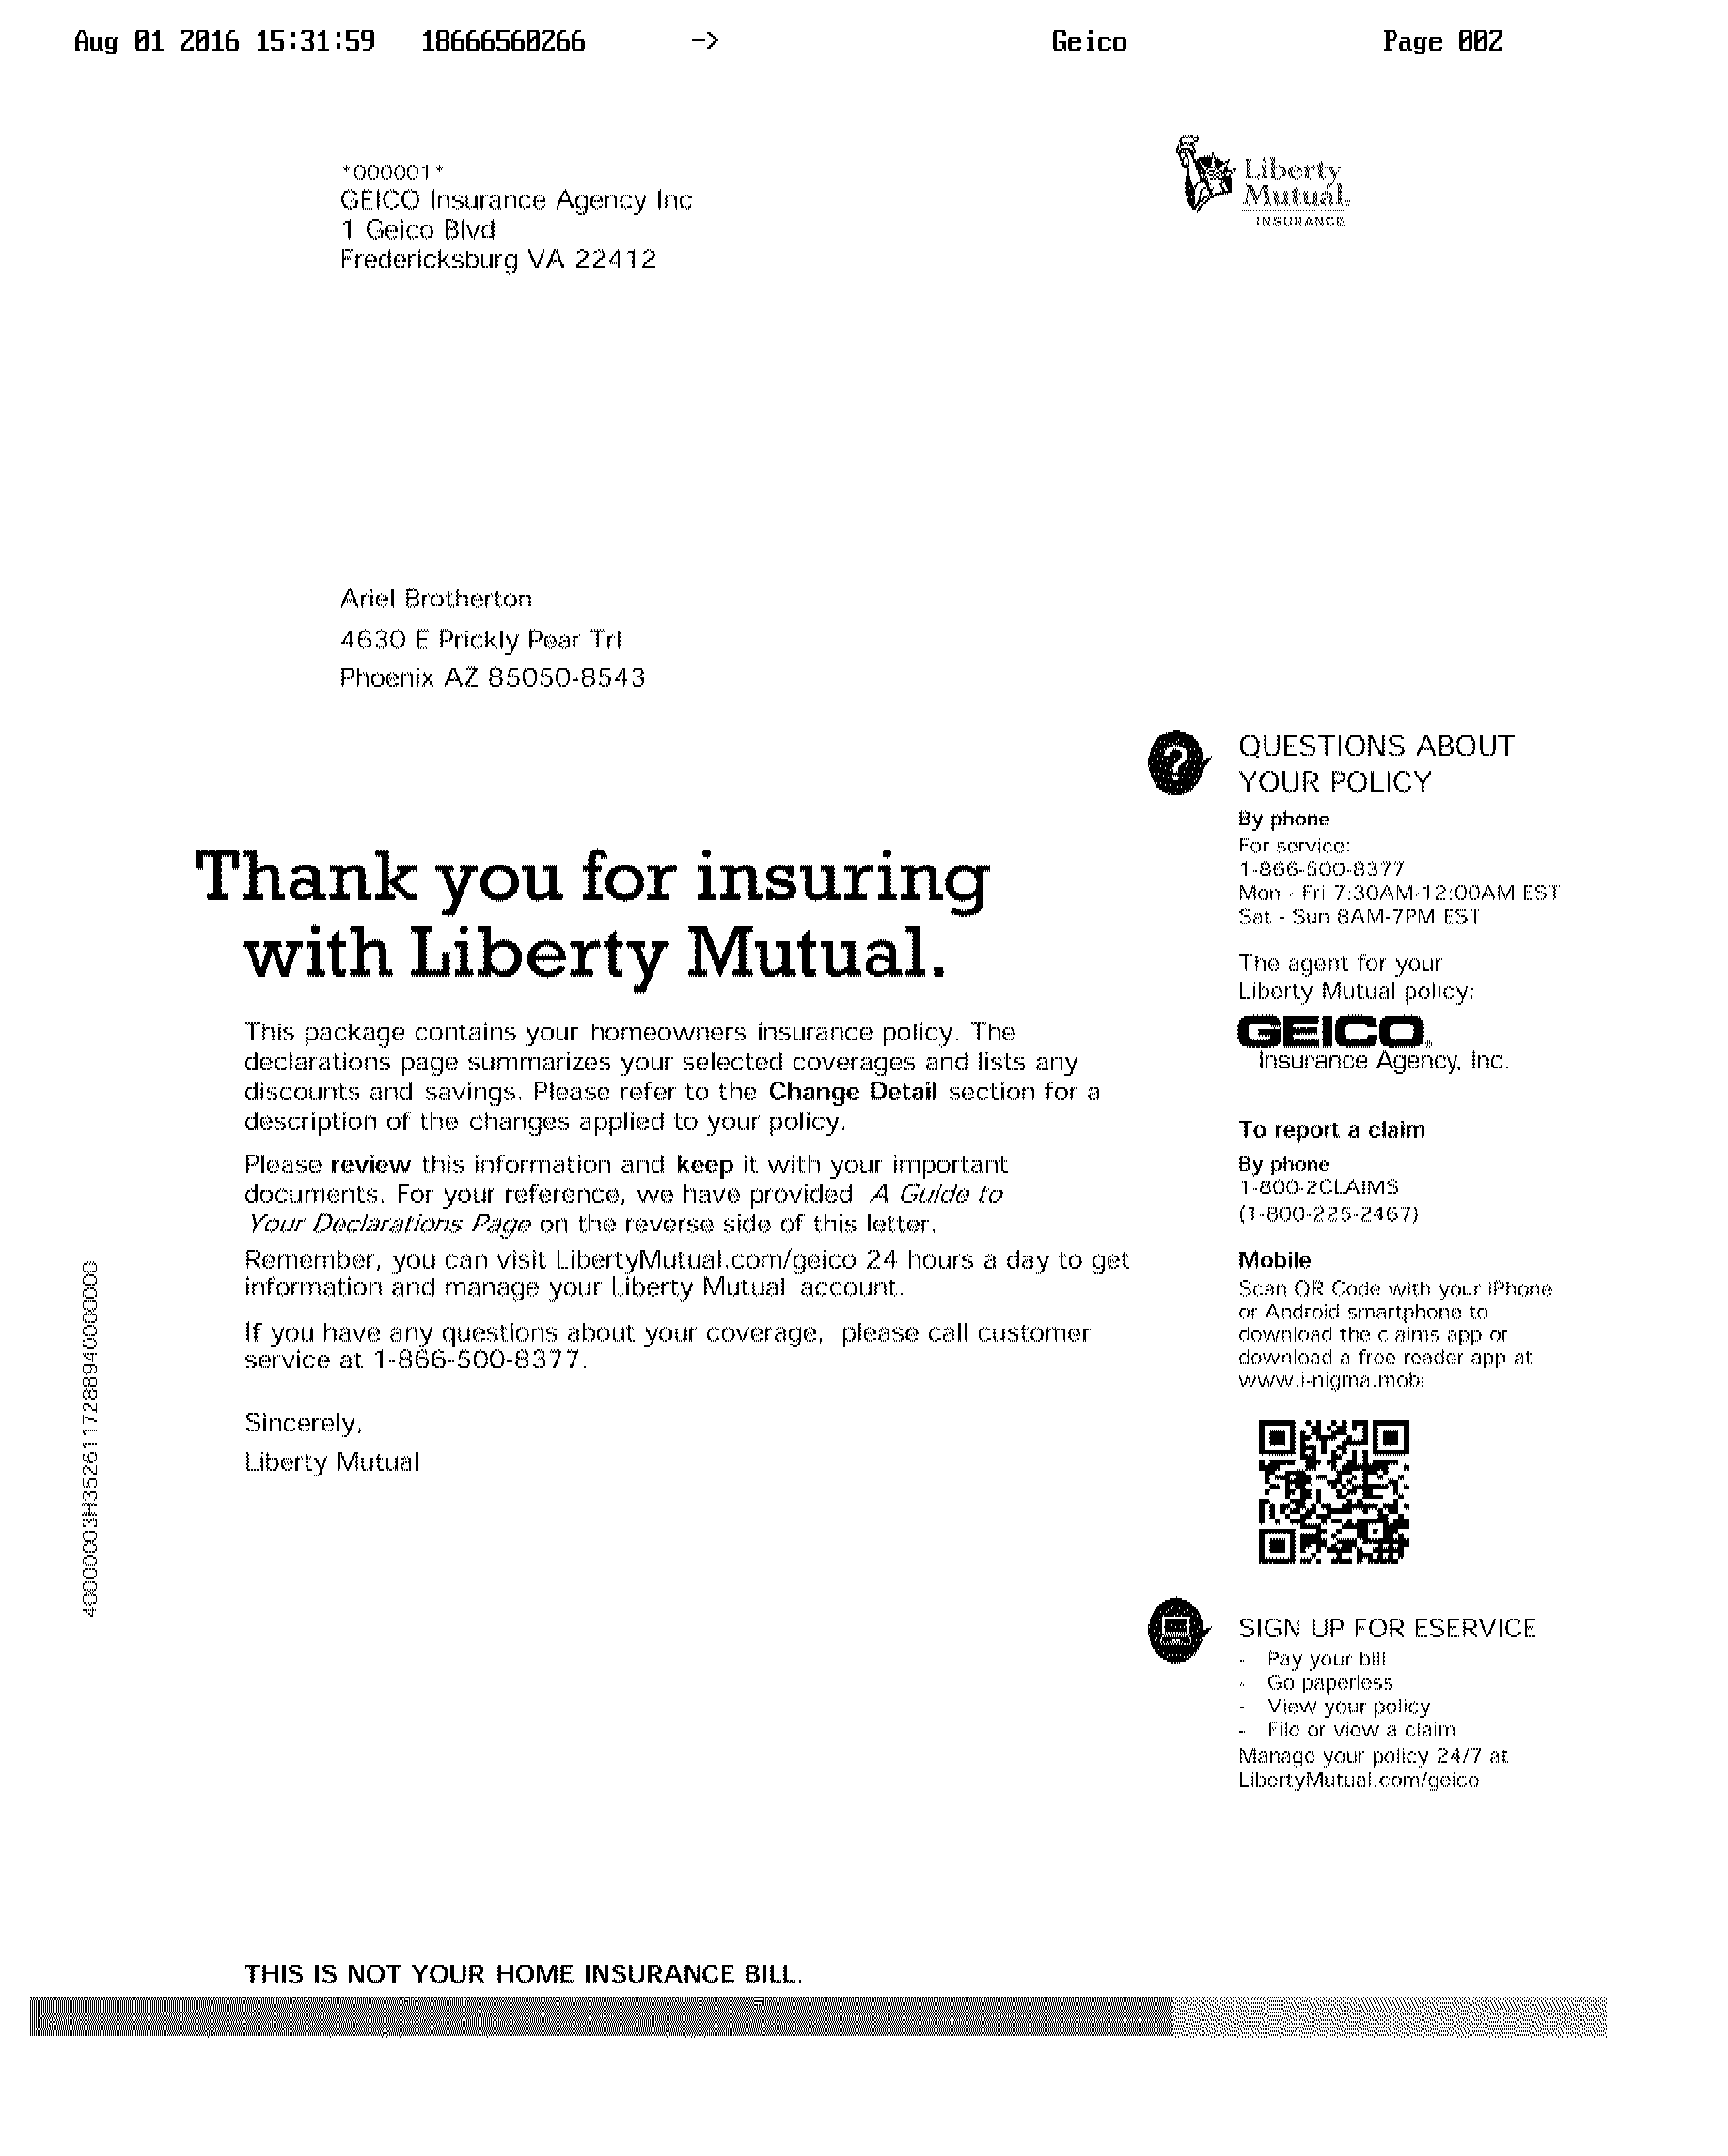 Aug 01 2016 15:31:59 18666560266 -> Geico Page 002
*000001*
GEICO Insurance Agency Inc
1 Geico Blvd
Fredericksburg VA 22412
Liberty
Mutual.
INSURANCE
Ariel Brotherton
4630 E Prickly Pear Trl
Phoenix AZ 85050-8543
Thank you for insuring
with Liberty Mutual.
This package contains your homeowners insurance policy. The
declarations page summarizes your selected coverages and lists any
discounts and savings. Please refer to the Change Detail section for a
description of the changes applied to your policy.
Please review this information and keep it with your important
documents. For your reference, we have provided A Guide to
Your Declarations Page on the reverse side of this letter.
Remember, you can visit LibertyMutual.com/geico 24 hours a day to get
information and manage your Liberty Mutual account.
If you have any questions about your coverage, please call customer
service at 1-866-500-8377.
Sincerely,
Liberty Mutual
QUESTIONS ABOUT
YOUR POLICY
By phone
For service:
1-866-500-8377
Mon - Fri 7:30AM-12:00AM EST
Sat - Sun 8AM-7PM EST
The agent for your
Liberty Mutual policy:
GEICO®
Insurance Agency, Inc.
To report a claim
By phone
1-800-2CLAIMS
(1-800-225-2467)
Mobile
Scan QR Code with your iPhone
or Android smartphone to
download the claims app or
download a free reader app at
www.i-nigma.mobi
SIGN UP FOR ESERVICE
- Pay your bill
- Go paperless
- View your policy
- File or view a claim
Manage your policy 24/7 at
LibertyMutual.com/geico
THIS IS NOT YOUR HOME INSURANCE BILL.